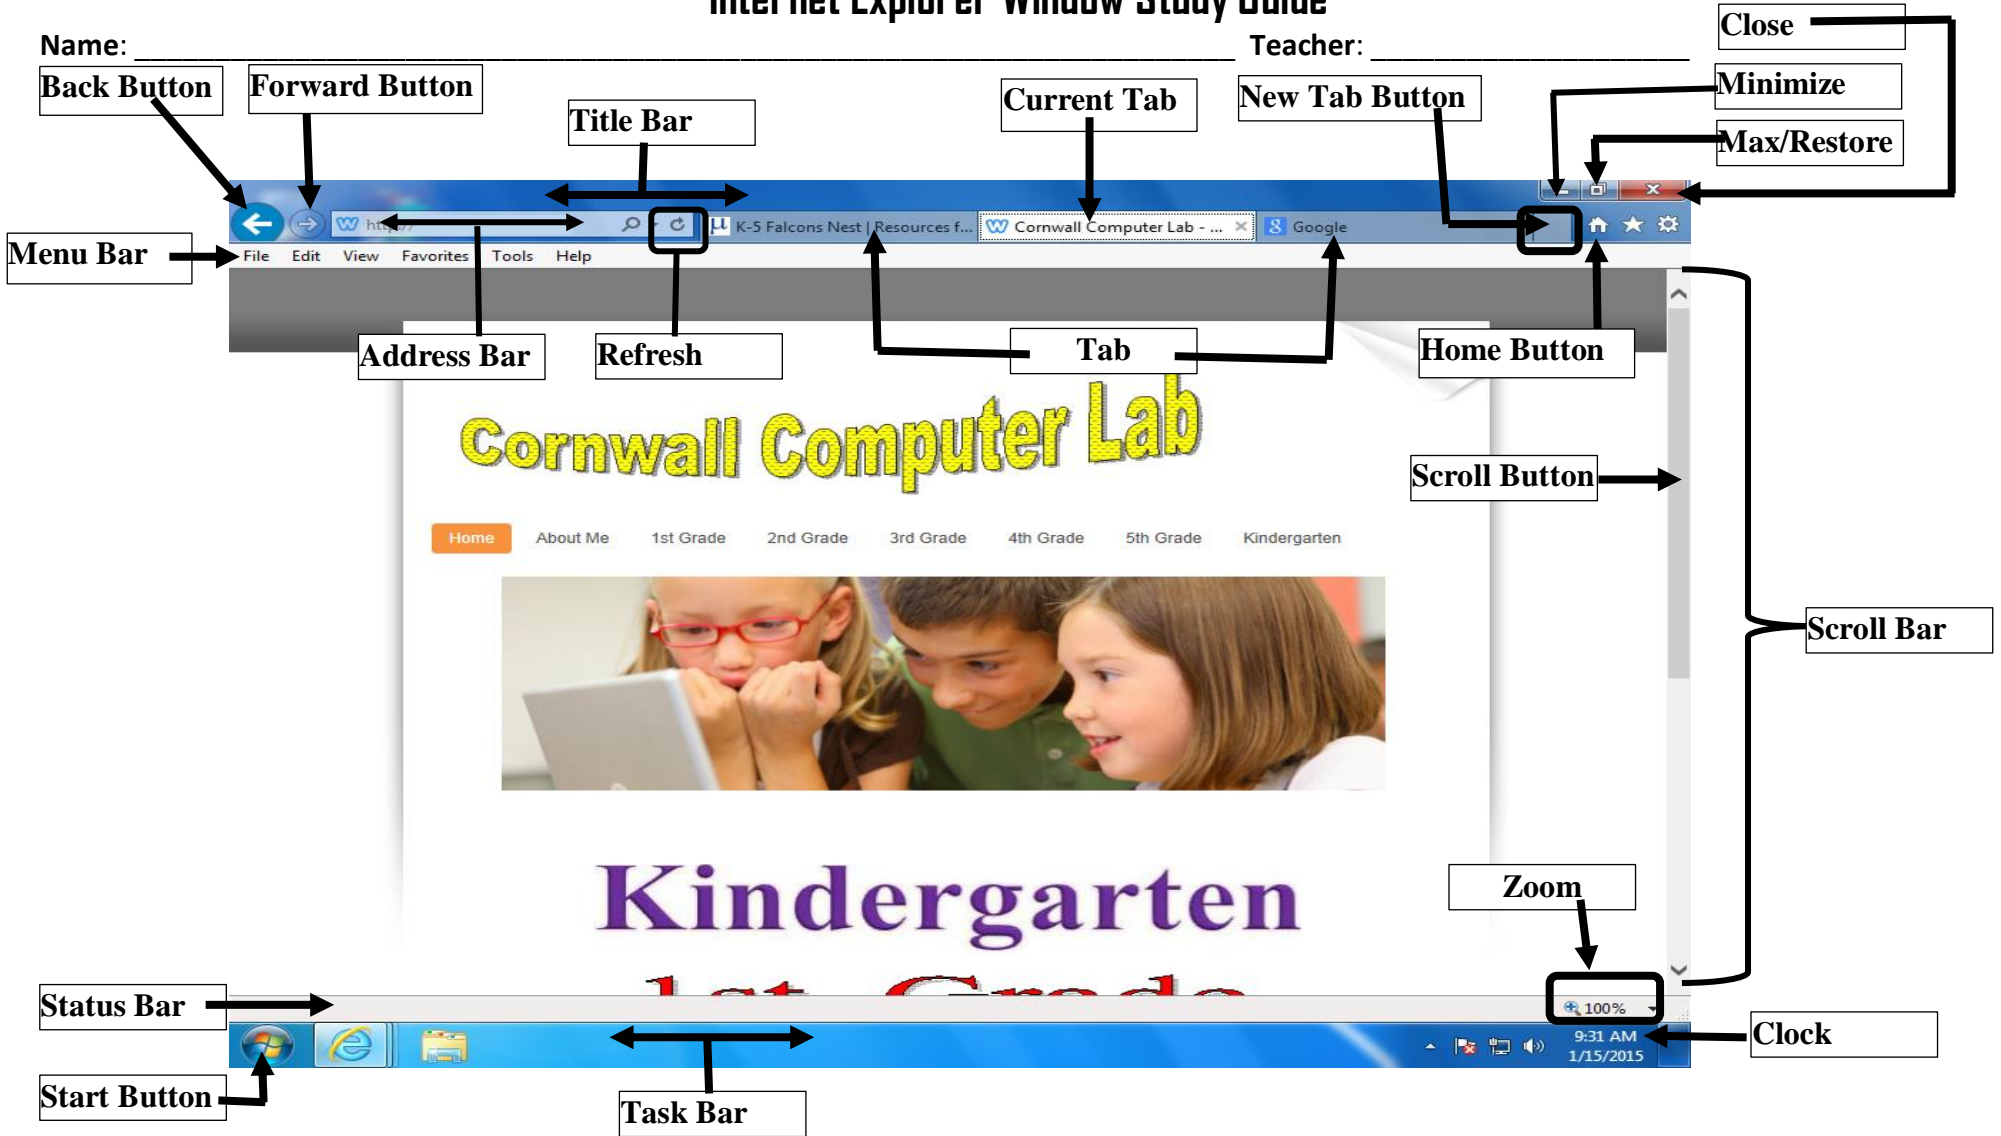 Internet Explorer Window Study Guide
Close
Name: Teacher:
Back Button
Forward Button
Title Bar
Current Tab
New Tab Button
Minimize
Max/Restore
http://
K-5 Falcons Nest | Resources f...
Cornwall Computer Lab - ...
Google
Menu Bar
File Edit View Favorites Tools Help
Address Bar
Refresh
Tab
Home Button
Cornwall Computer Lab
Scroll Button
Home About Me 1st Grade 2nd Grade 3rd Grade 4th Grade 5th Grade Kindergarten
Scroll Bar
Kindergarten
Zoom
1st Grade
Status Bar
100%
Clock
9:31 AM
1/15/2015
Start Button
Task Bar